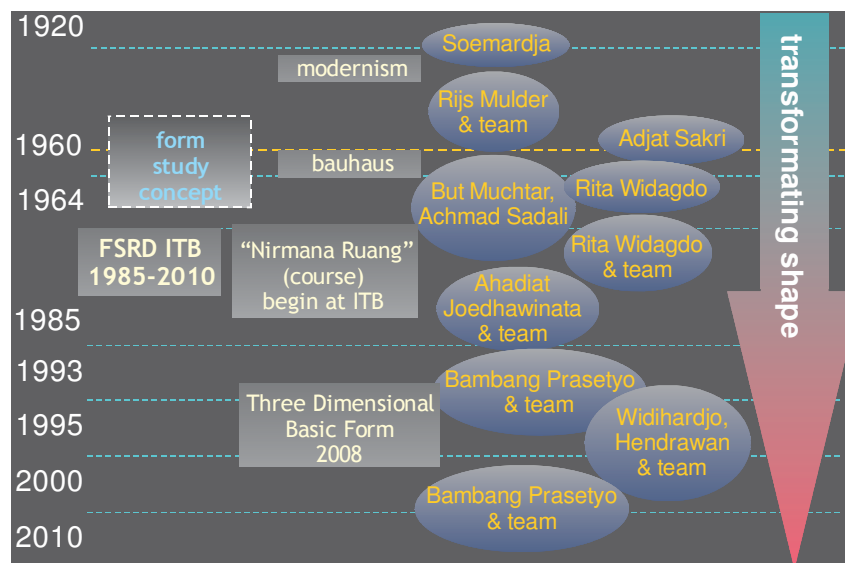 1920
Soemardja
modernism
Rijs Mulder
& team
1960
form
study
concept
Adjat Sakri
bauhaus
1964
But Muchtar,
Achmad Sadali
Rita Widagdo
FSRD ITB
1985-2010
“Nirmana Ruang”
(course)
begin at ITB
Rita Widagdo
& team
Ahadiat
Joedhawinata
& team
1985
1993
Bambang Prasetyo
& team
Three Dimensional
Basic Form
2008
1995
Widihardjo,
Hendrawan
& team
2000
Bambang Prasetyo
& team
2010
transformating shape